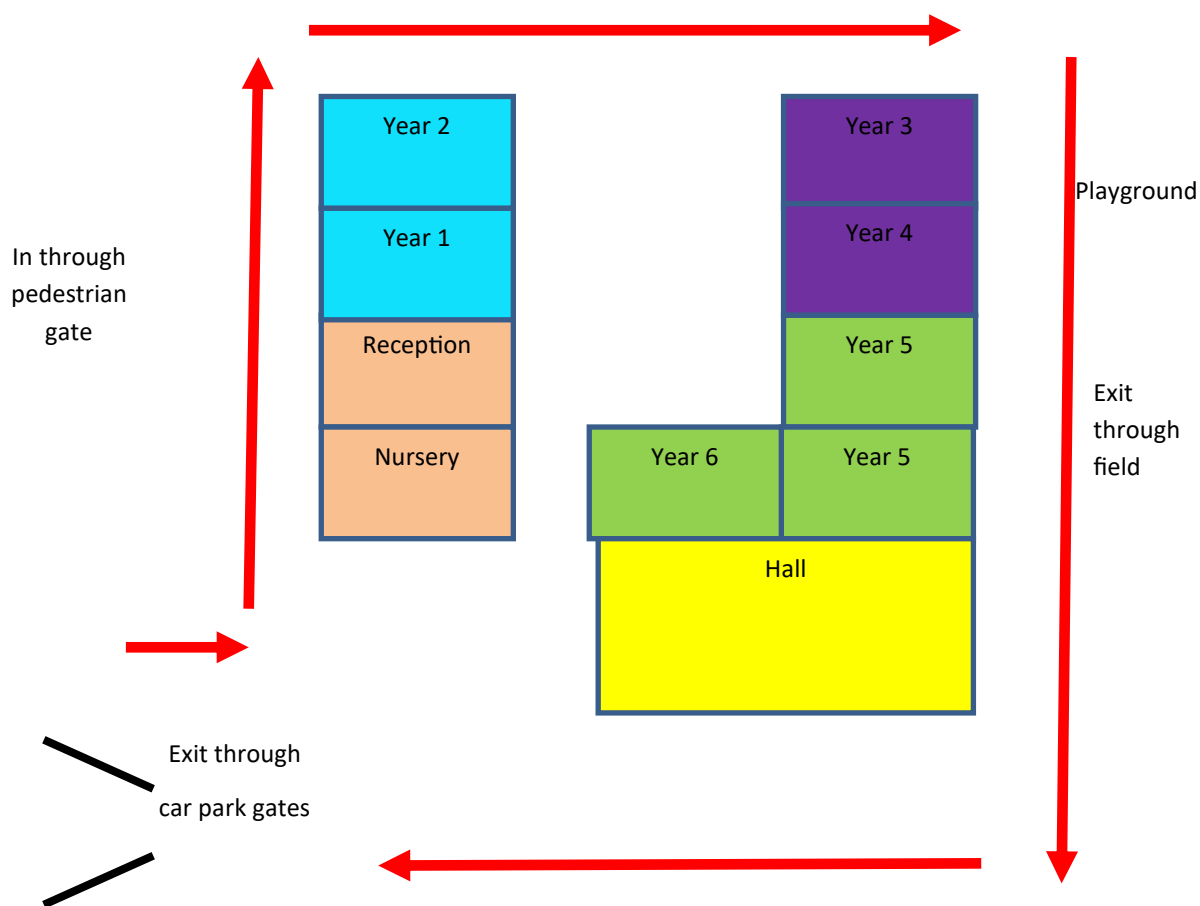 Year 2
Year 3
Playground
Year 1
Year 4
In through
pedestrian
gate
Reception
Year 5
Exit
through
field
Nursery
Year 6
Year 5
Hall
Exit through
car park gates